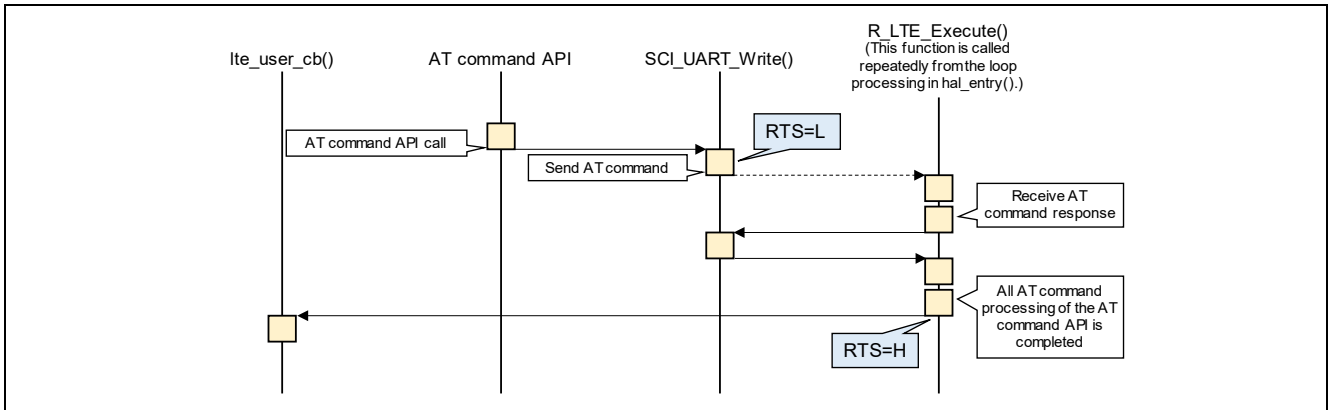 lte_user_cb()
AT command API
SCI_UART_Write()
R_LTE_Execute()
(This function is called
repeatedly from the loop
processing in hal_entry().)
AT command API call
RTS=L
Send AT command
Receive AT
command response
All AT command
processing of the AT
command API is
completed
RTS=H